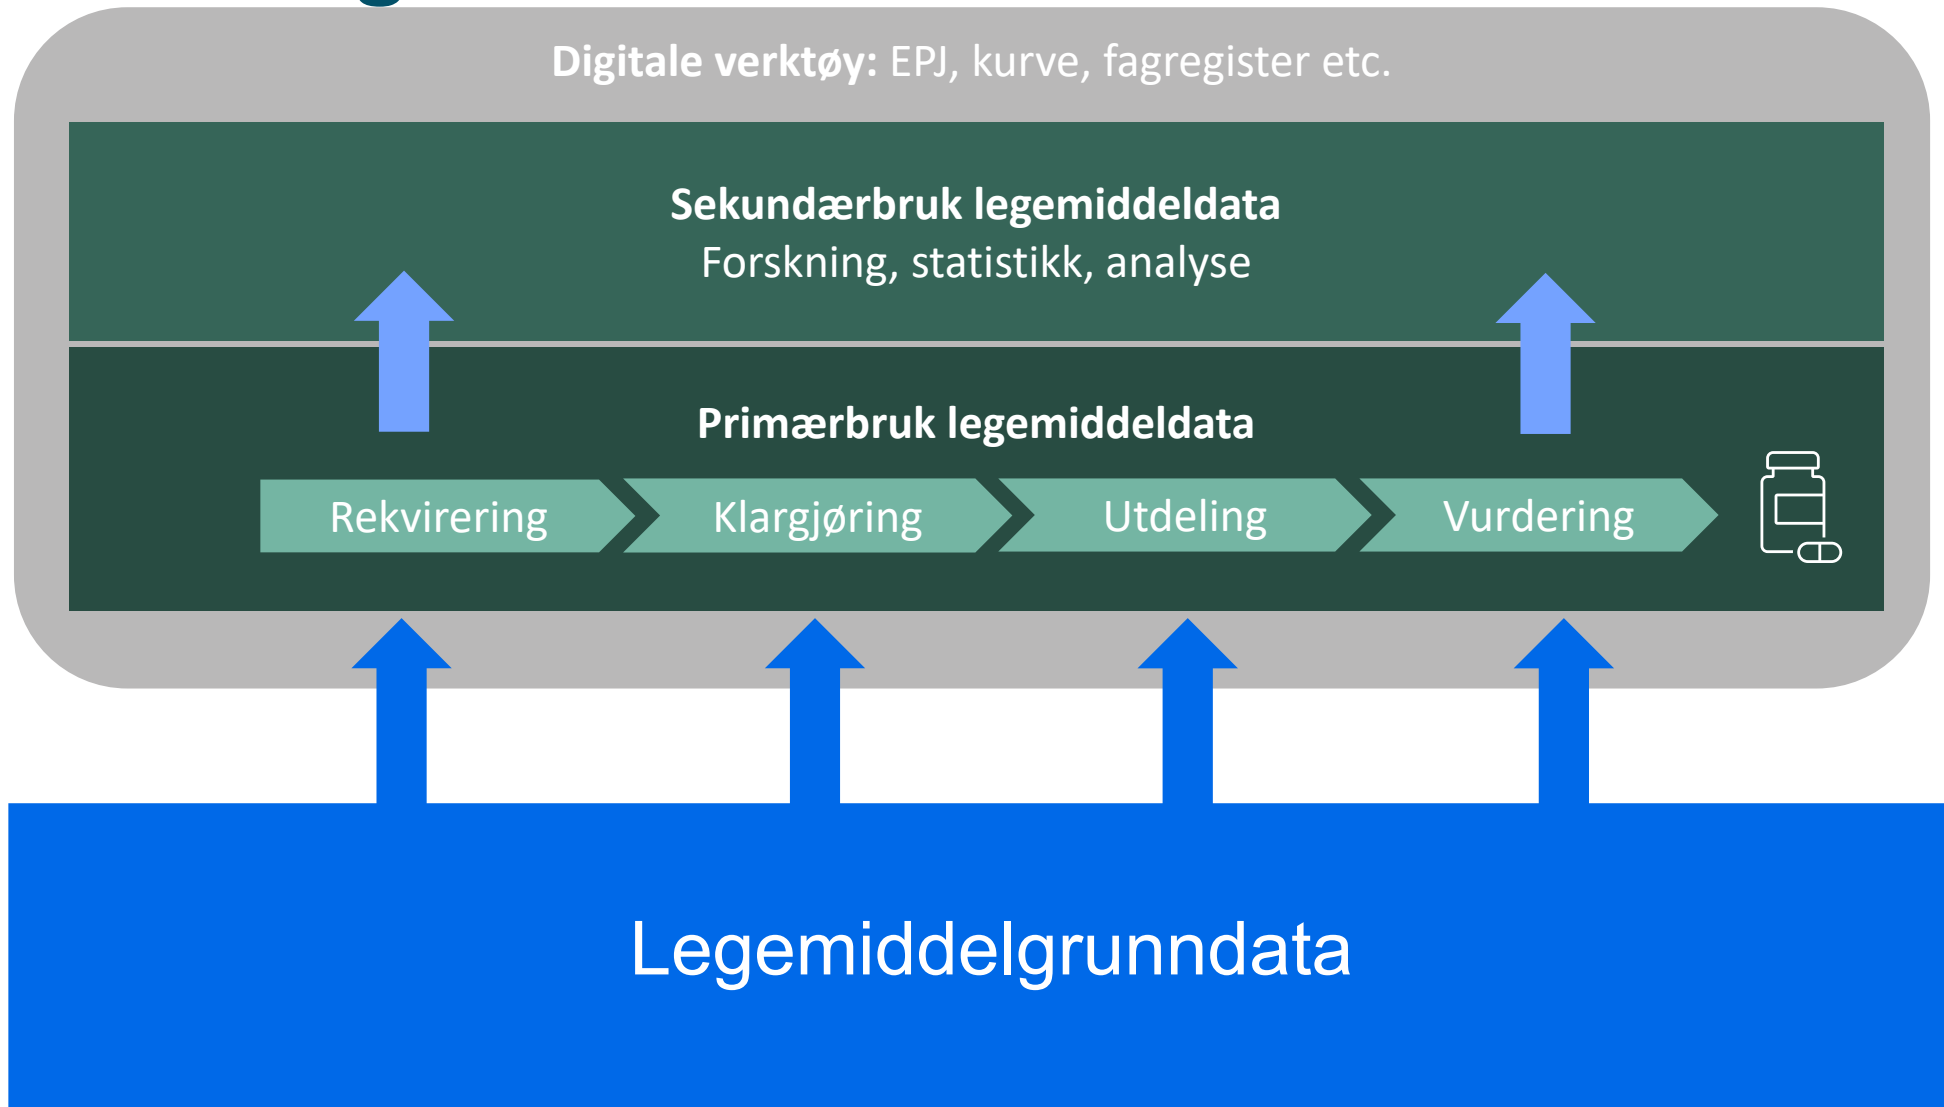 Digitale verktøy: EPJ, kurve, fagregister etc.
Sekundærbruk legemiddeldata
Forskning, statistikk, analyse
Primærbruk legemiddeldata
Rekvirering
Klargjøring
Utdeling
Vurdering
Legemiddelgrunndata